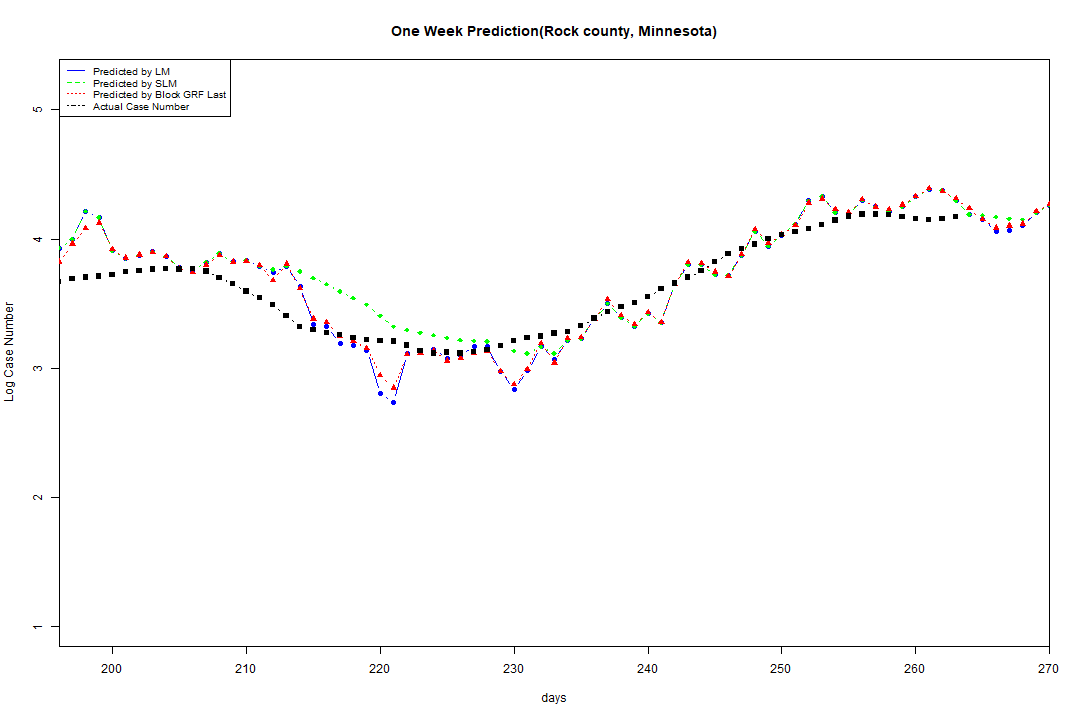 One Week Prediction(Rock county, Minnesota)
Predicted by LM
Predicted by SLM
Predicted by Block GRF Last
Actual Case Number
5
4
3
2
1
Log Case Number
200 210 220 230 240 250 260 270
days